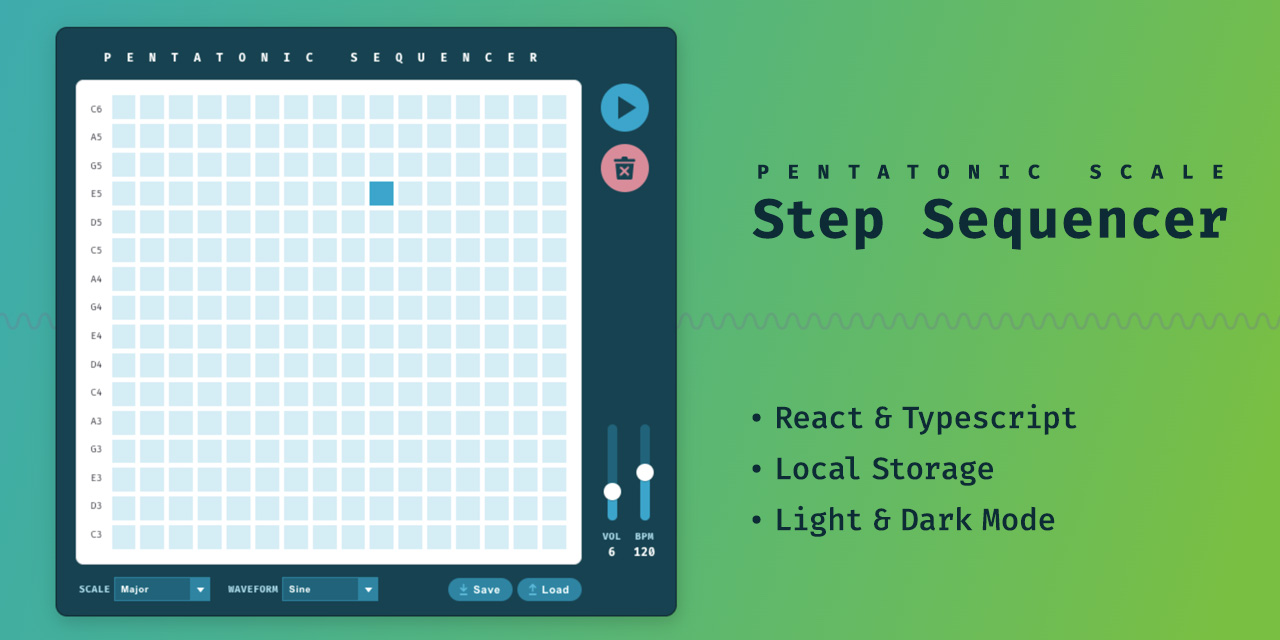 PENTATONIC SEQUENCER
C6
A5
G5
E5
D5
C5
A4
G4
E4
D4
C4
A3
G3
E3
D3
C3
VOL BPM
6 120
SCALE Major WAVEFORM Sine Save Load
PENTATONIC SCALE
Step Sequencer
• React & Typescript
• Local Storage
• Light & Dark Mode